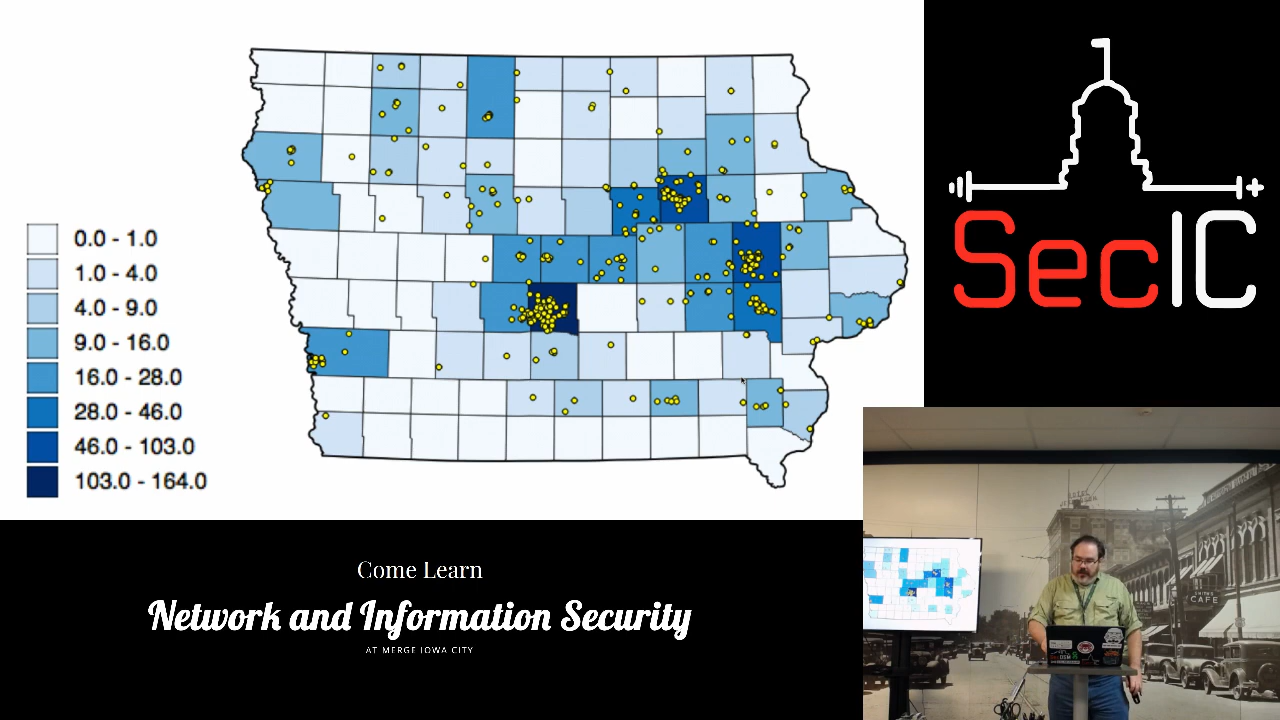 0.0 - 1.0
1.0 - 4.0
4.0 - 9.0
9.0 - 16.0
16.0 - 28.0
28.0 - 46.0
46.0 - 103.0
103.0 - 164.0
SecIC
Come Learn
Network and Information Security
AT MERGE IOWA CITY
CAFE